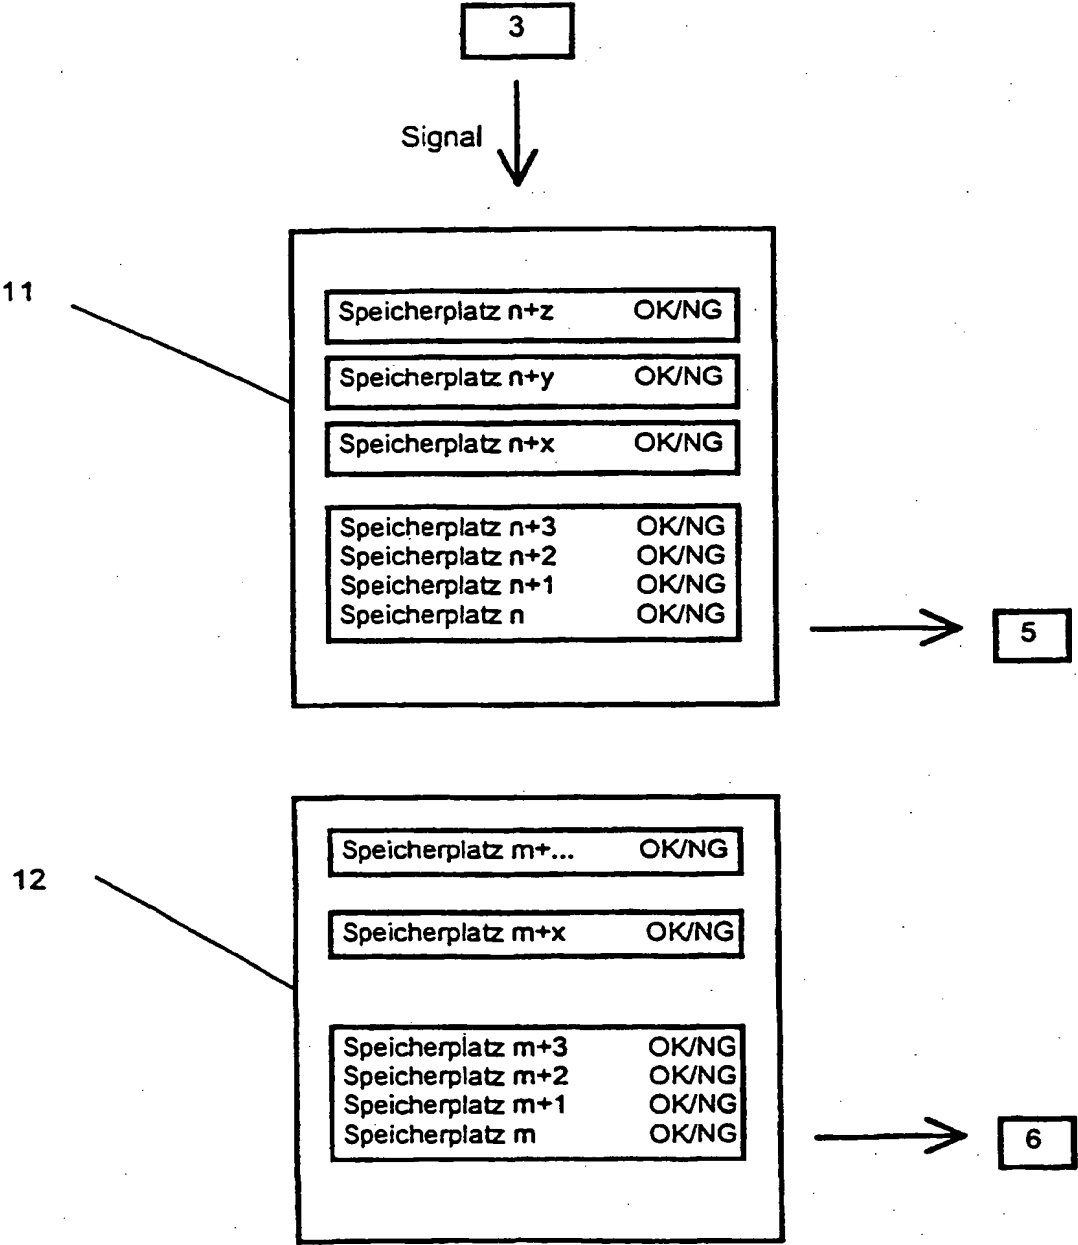 3
Signal
11
Speicherplatz n+z OK/NG
Speicherplatz n+y OK/NG
Speicherplatz n+x OK/NG
Speicherplatz n+3 OK/NG
Speicherplatz n+2 OK/NG
Speicherplatz n+1 OK/NG
Speicherplatz n OK/NG
5
12
Speicherplatz m+... OK/NG
Speicherplatz m+x OK/NG
Speicherplatz m+3 OK/NG
Speicherplatz m+2 OK/NG
Speicherplatz m+1 OK/NG
Speicherplatz m OK/NG
6